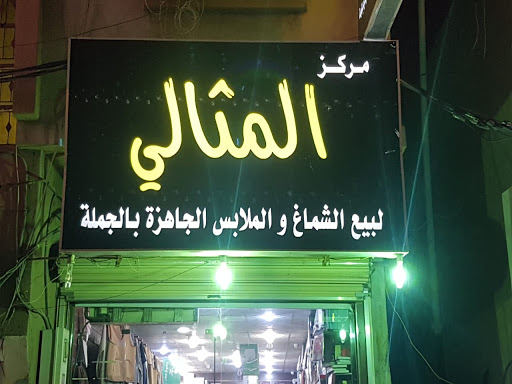 مركز
المثالي
لبيع الشماغ و الملابس الجاهزة بالجملة